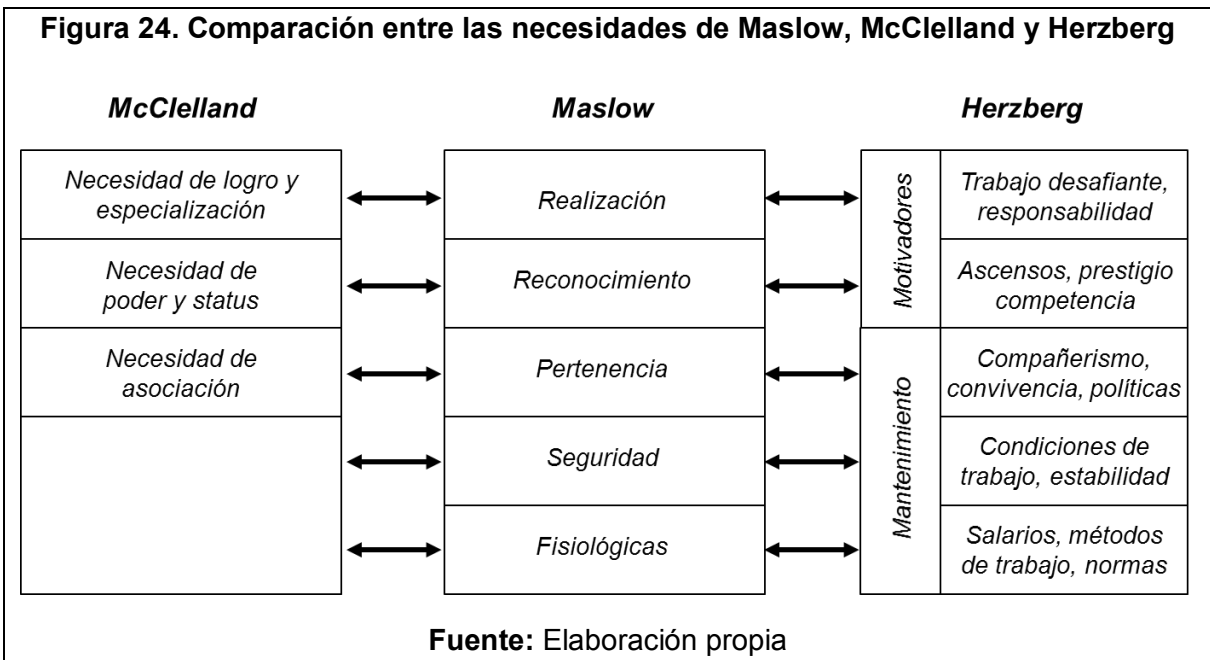 Figura 24. Comparación entre las necesidades de Maslow, McClelland y Herzberg
McClelland
Maslow
Herzberg
Necesidad de logro y
especialización
Realización
Motivadores
Trabajo desafiante,
responsabilidad
Necesidad de
poder y status
Reconocimiento
Ascensos, prestigio
competencia
Necesidad de
asociación
Pertenencia
Mantenimiento
Compañerismo,
convivencia, políticas
Seguridad
Condiciones de
trabajo, estabilidad
Fisiológicas
Salarios, métodos
de trabajo, normas
Fuente: Elaboración propia